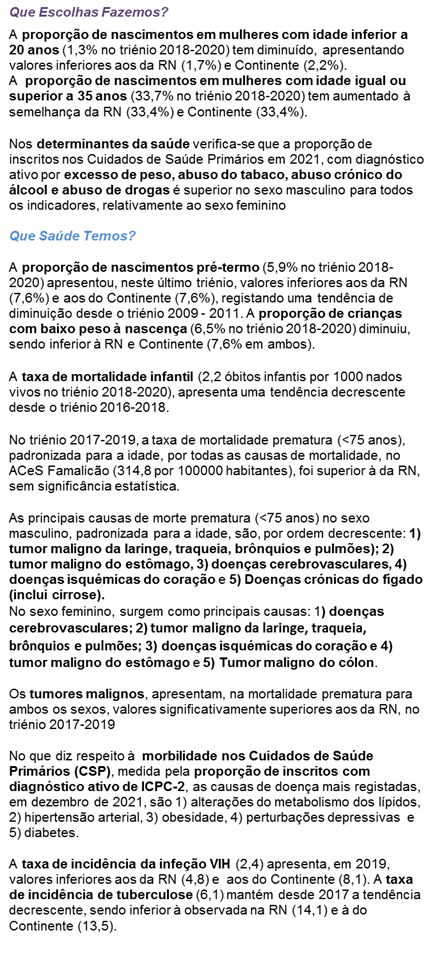 Que Escolhas Fazemos?
A proporção de nascimentos em mulheres com idade inferior a
20 anos (1,3% no triénio 2018-2020) tem diminuído, apresentando
valores inferiores aos da RN (1,7%) e Continente (2,2%).
A proporção de nascimentos em mulheres com idade igual ou
superior a 35 anos (33,7% no triénio 2018-2020) tem aumentado à
semelhança da RN (33,4%) e Continente (33,4%).
Nos determinantes da saúde verifica-se que a proporção de
inscritos nos Cuidados de Saúde Primários em 2021, com diagnóstico
ativo por excesso de peso, abuso do tabaco, abuso crónico do
álcool e abuso de drogas é superior no sexo masculino para todos
os indicadores, relativamente ao sexo feminino
Que Saúde Temos?
A proporção de nascimentos pré-termo (5,9% no triénio 2018-
2020) apresentou, neste último triénio, valores inferiores aos da RN
(7,6%) e aos do Continente (7,6%), registando uma tendência de
diminuição desde o triénio 2009 - 2011. A proporção de crianças
com baixo peso à nascença (6,5% no triénio 2018-2020) diminuiu,
sendo inferior à RN e Continente (7,6% em ambos).
A taxa de mortalidade infantil (2,2 óbitos infantis por 1000 nados
vivos no triénio 2018-2020), apresenta uma tendência decrescente
desde o triénio 2016-2018.
No triénio 2017-2019, a taxa de mortalidade prematura (<75 anos),
padronizada para a idade, por todas as causas de mortalidade, no
ACeS Famalicão (314,8 por 100000 habitantes), foi superior à da RN,
sem significância estatística.
As principais causas de morte prematura (<75 anos) no sexo
masculino, padronizada para a idade, são, por ordem decrescente: 1)
tumor maligno da laringe, traqueia, brônquios e pulmões); 2)
tumor maligno do estômago, 3) doenças cerebrovasculares, 4)
doenças isquémicas do coração e 5) Doenças crónicas do fígado
(inclui cirrose).
No sexo feminino, surgem como principais causas: 1) doenças
cerebrovasculares; 2) tumor maligno da laringe, traqueia,
brônquios e pulmões; 3) doenças isquémicas do coração e 4)
tumor maligno do estômago e 5) Tumor maligno do cólon.
Os tumores malignos, apresentam, na mortalidade prematura para
ambos os sexos, valores significativamente superiores aos da RN, no
triénio 2017-2019
No que diz respeito à morbilidade nos Cuidados de Saúde
Primários (CSP), medida pela proporção de inscritos com
diagnóstico ativo de ICPC-2, as causas de doença mais registadas,
em dezembro de 2021, são 1) alterações do metabolismo dos lípidos,
2) hipertensão arterial, 3) obesidade, 4) perturbações depressivas e
5) diabetes.
A taxa de incidência da infeção VIH (2,4) apresenta, em 2019,
valores inferiores aos da RN (4,8) e aos do Continente (8,1). A taxa
de incidência de tuberculose (6,1) mantém desde 2017 a tendência
decrescente, sendo inferior à observada na RN (14,1) e à do
Continente (13,5).